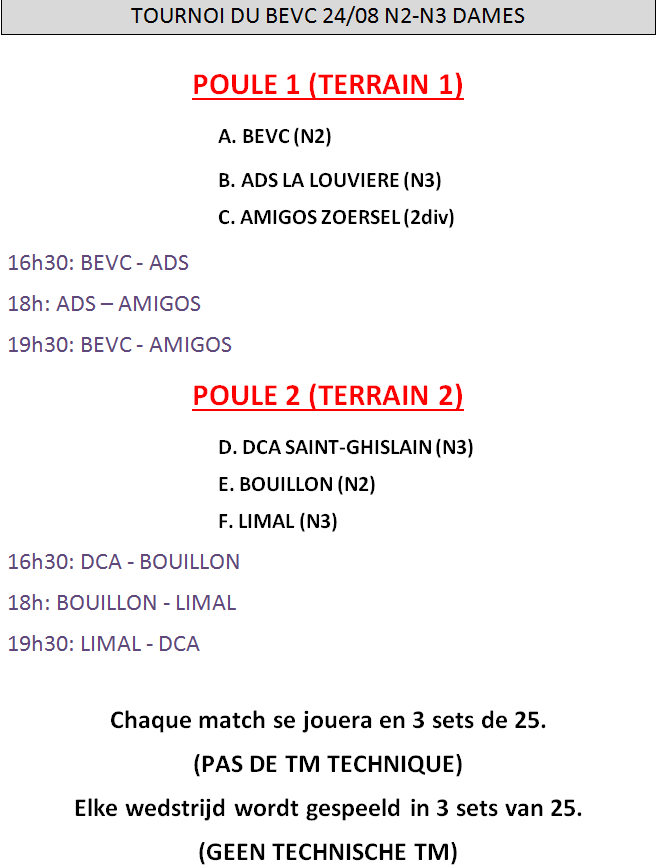 TOURNOI DU BEVC 24/08 N2-N3 DAMES
POULE 1 (TERRAIN 1)
A. BEVC (N2)
B. ADS LA LOUVIERE (N3)
C. AMIGOS ZOERSEL (2div)
16h30: BEVC - ADS
18h: ADS – AMIGOS
19h30: BEVC - AMIGOS
POULE 2 (TERRAIN 2)
D. DCA SAINT-GHISLAIN (N3)
E. BOUILLON (N2)
F. LIMAL (N3)
16h30: DCA - BOUILLON
18h: BOUILLON - LIMAL
19h30: LIMAL - DCA
Chaque match se jouera en 3 sets de 25.
(PAS DE TM TECHNIQUE)
Elke wedstrijd wordt gespeeld in 3 sets van 25.
(GEEN TECHNISCHE TM)